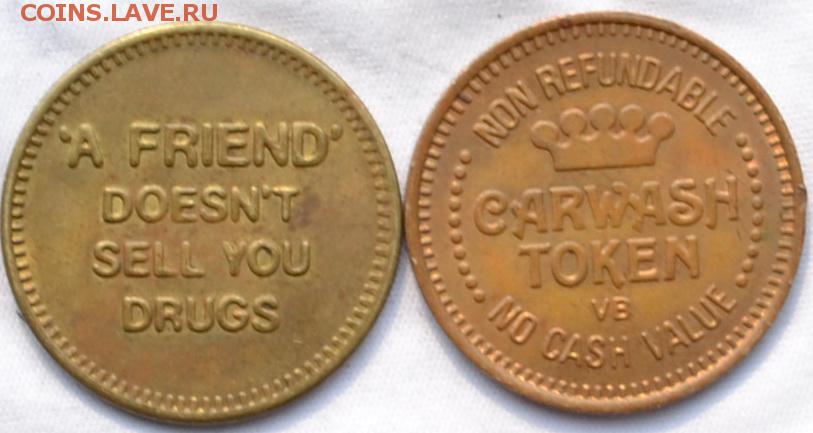 COINS.LAVE.RU
'A FRIEND'
DOESN'T
SELL YOU
DRUGS
NON REFUNDABLE
CARWASH
TOKEN
VB
NO CASH VALUE